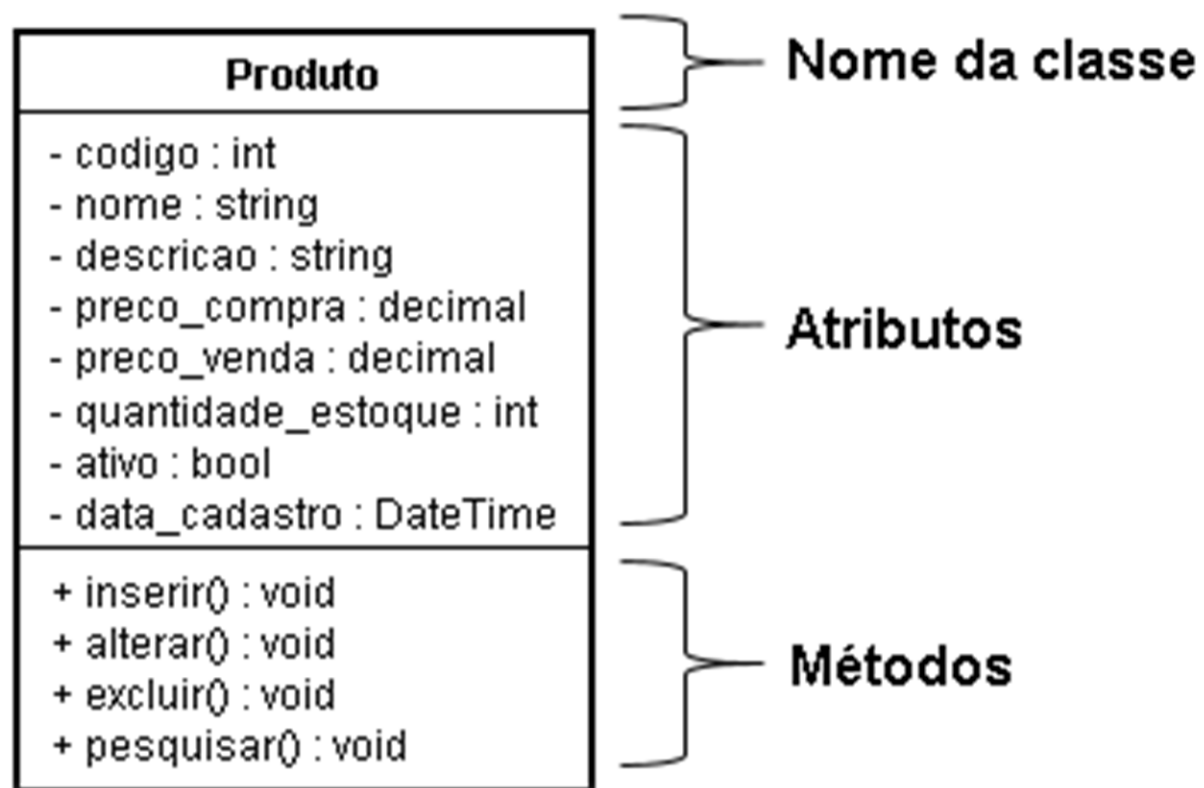 Produto
- codigo : int
- nome : string
- descricao : string
- preco_compra : decimal
- preco_venda : decimal
- quantidade_estoque : int
- ativo : bool
- data_cadastro : DateTime
+ inserir() : void
+ alterar() : void
+ excluir() : void
+ pesquisar() : void
Nome da classe
Atributos
Métodos